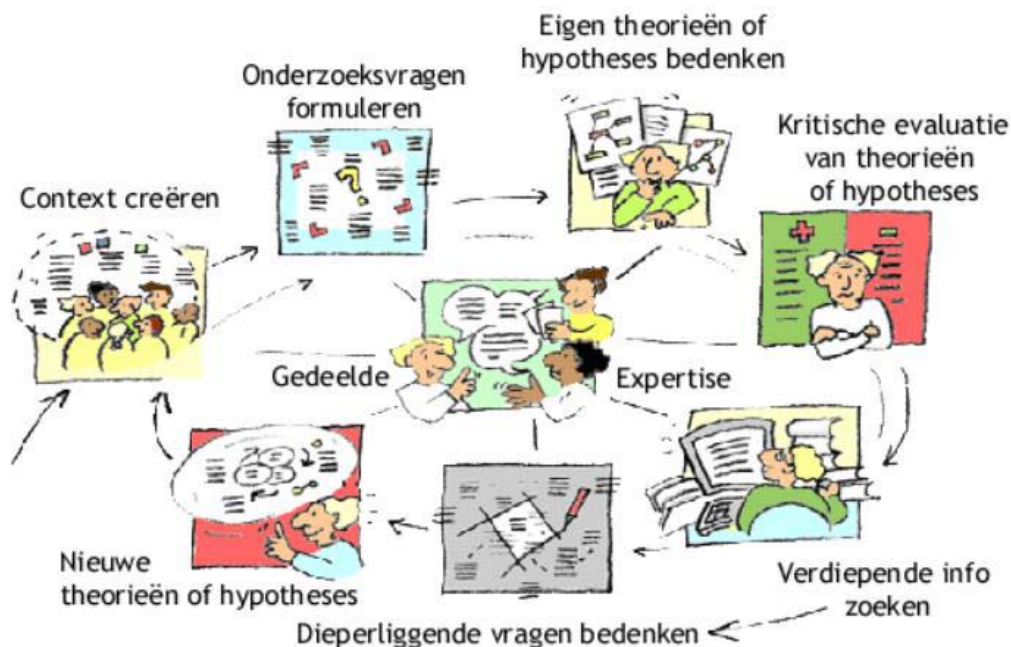 Eigen theorieën of
hypotheses bedenken
Onderzoeksvragen
formuleren
Kritische evaluatie
van theorieën
of hypotheses
Context creëren
Gedeelde
Expertise
Nieuwe
theorieën of hypotheses
Verdiepende info
zoeken
Dieperliggende vragen bedenken